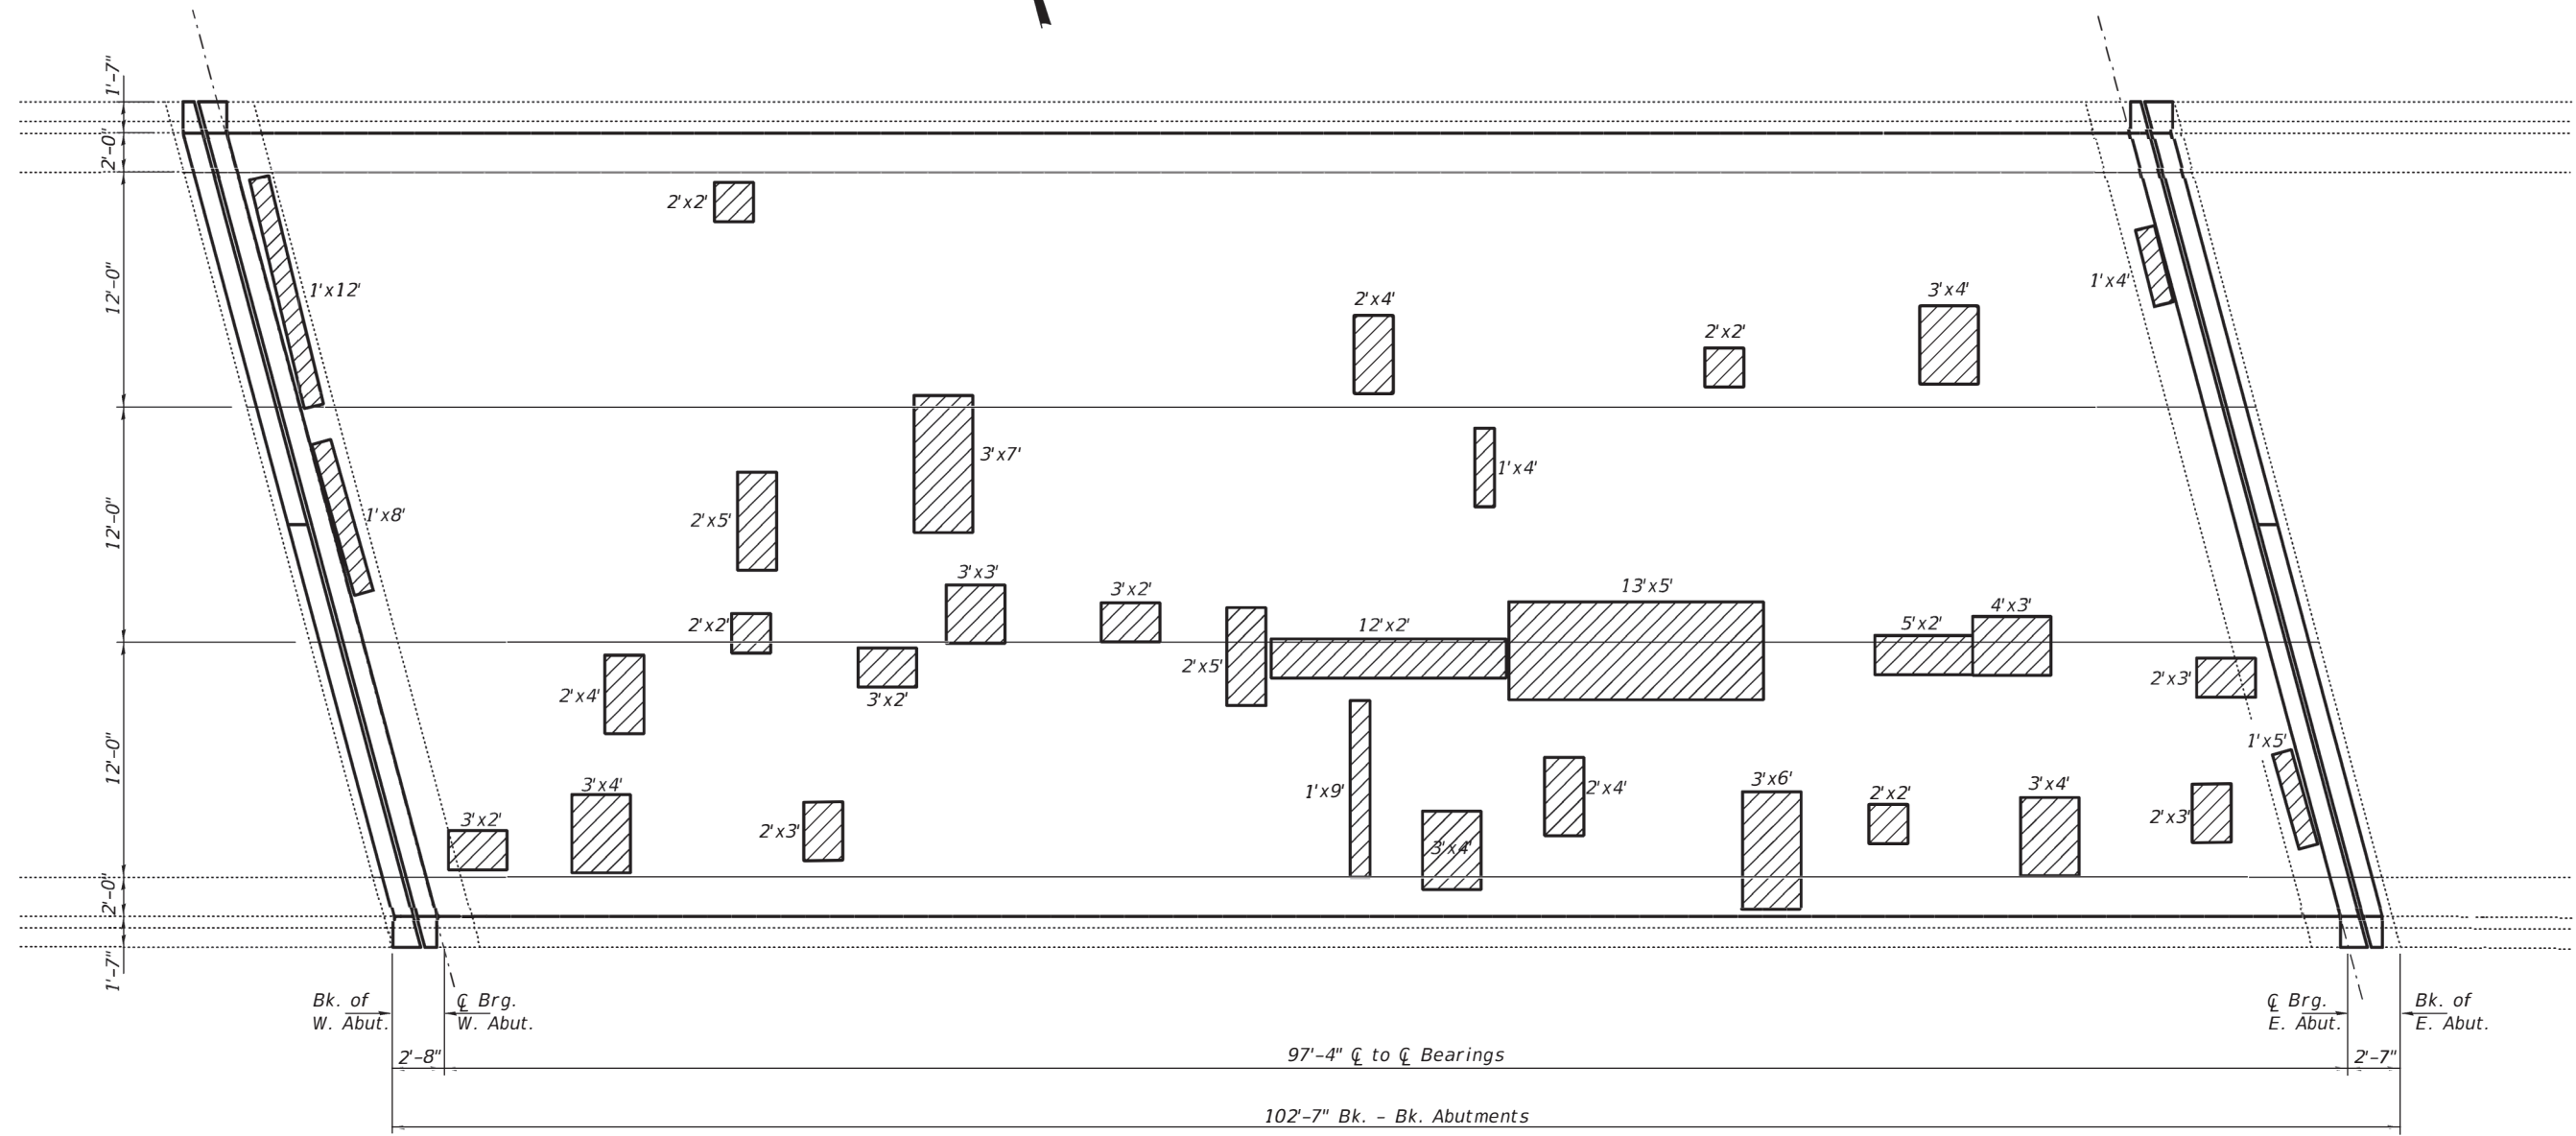 1'-7"
2'-0"
2'x2'
12'-0"
1'x12'
1'x4'
2'x4'
3'x4'
2'x2'
3'x7'
1'x4'
12'-0"
1'x8'
2'x5'
3'x3'
3'x2'
13'x5'
4'x3'
2'x2'
12'x2'
5'x2'
2'x5'
2'x3'
2'x4'
3'x2'
12'-0"
1'x5'
3'x4'
1'x9'
2'x4'
3'x6'
3'x4'
2'x2'
3'x2'
2'x3'
2'x3'
3'x4'
2'-0"
1'-7"
Bk. of
W. Abut.
℄ Brg.
W. Abut.
℄ Brg.
E. Abut.
Bk. of
E. Abut.
2'-8"
97'-4" ℄ to ℄ Bearings
2'-7"
102'-7" Bk. – Bk. Abutments